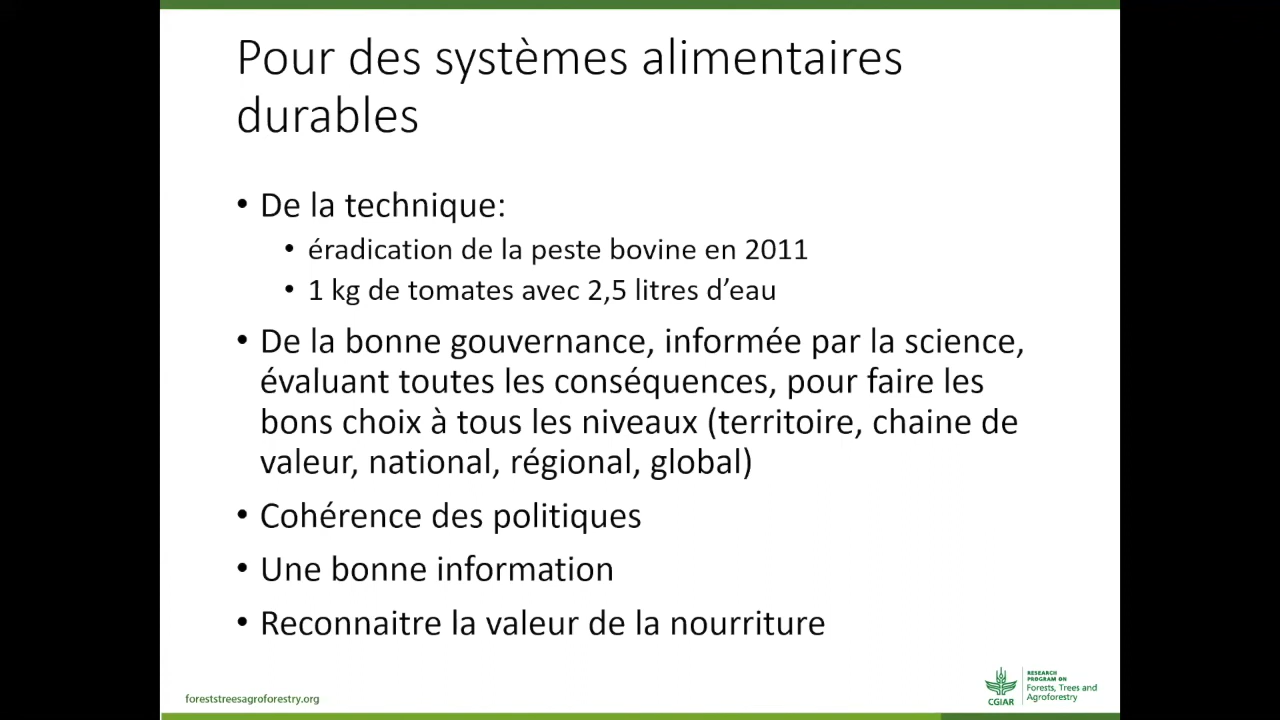 Pour des systèmes alimentaires
durables
• De la technique:
• éradication de la peste bovine en 2011
• 1 kg de tomates avec 2,5 litres d’eau
• De la bonne gouvernance, informée par la science,
évaluant toutes les conséquences, pour faire les
bons choix à tous les niveaux (territoire, chaine de
valeur, national, régional, global)
• Cohérence des politiques
• Une bonne information
• Reconnaitre la valeur de la nourriture
foreststreesagroforestry.org
CGIAR
RESEARCH
PROGRAM ON
Forests, Trees and
Agroforestry